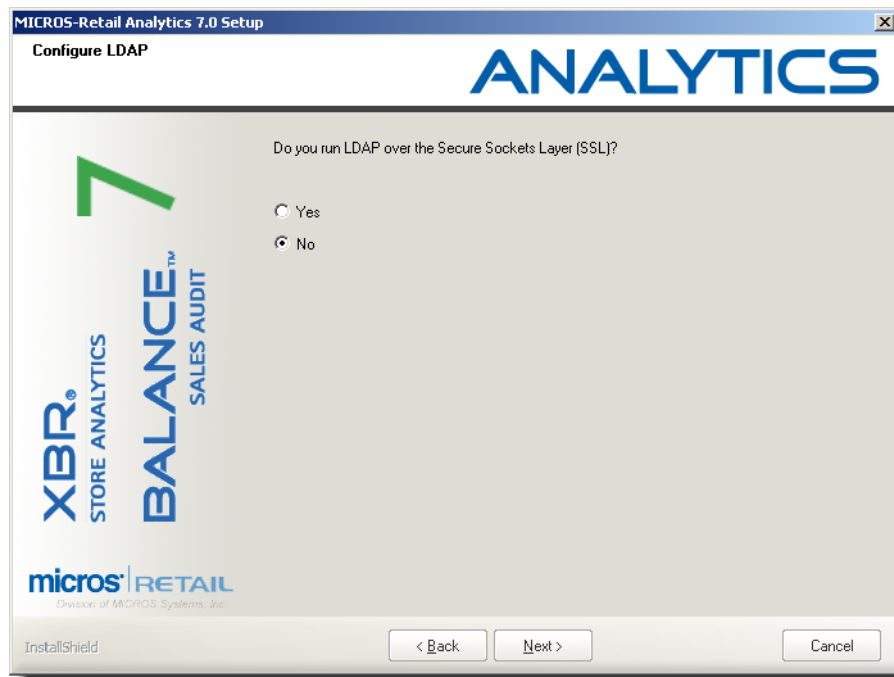 MICROS-Retail Analytics 7.0 Setup
Configure LDAP
ANALYTICS
Do you run LDAP over the Secure Sockets Layer (SSL)?
Yes
No
7
XBR®
STORE ANALYTICS
BALANCE™
SALES AUDIT
micros RETAIL
Division of MICROS Systems, Inc.
InstallShield
< Back
Next >
Cancel